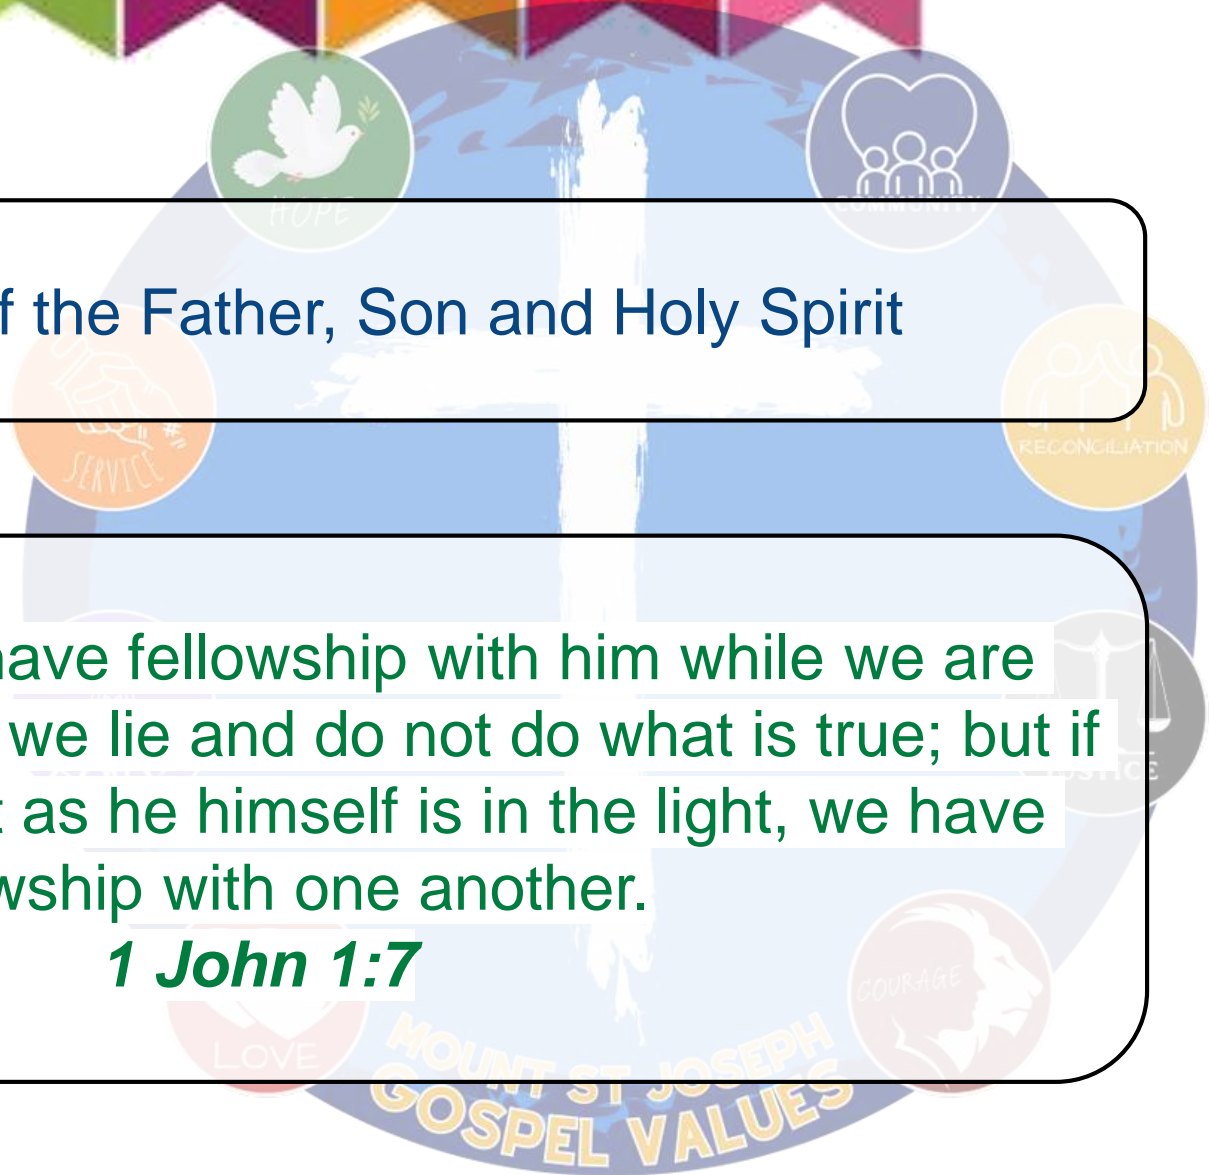 HOPE
COMMUNITY
f the Father, Son and Holy Spirit
SERVICE
RECONCILIATION
have fellowship with him while we are
we lie and do not do what is true; but if
JUSTICE
t as he himself is in the light, we have
wship with one another.
1 John 1:7
COURAGE
LOVE
MOUNT ST JOSEPH
GOSPEL VALUES